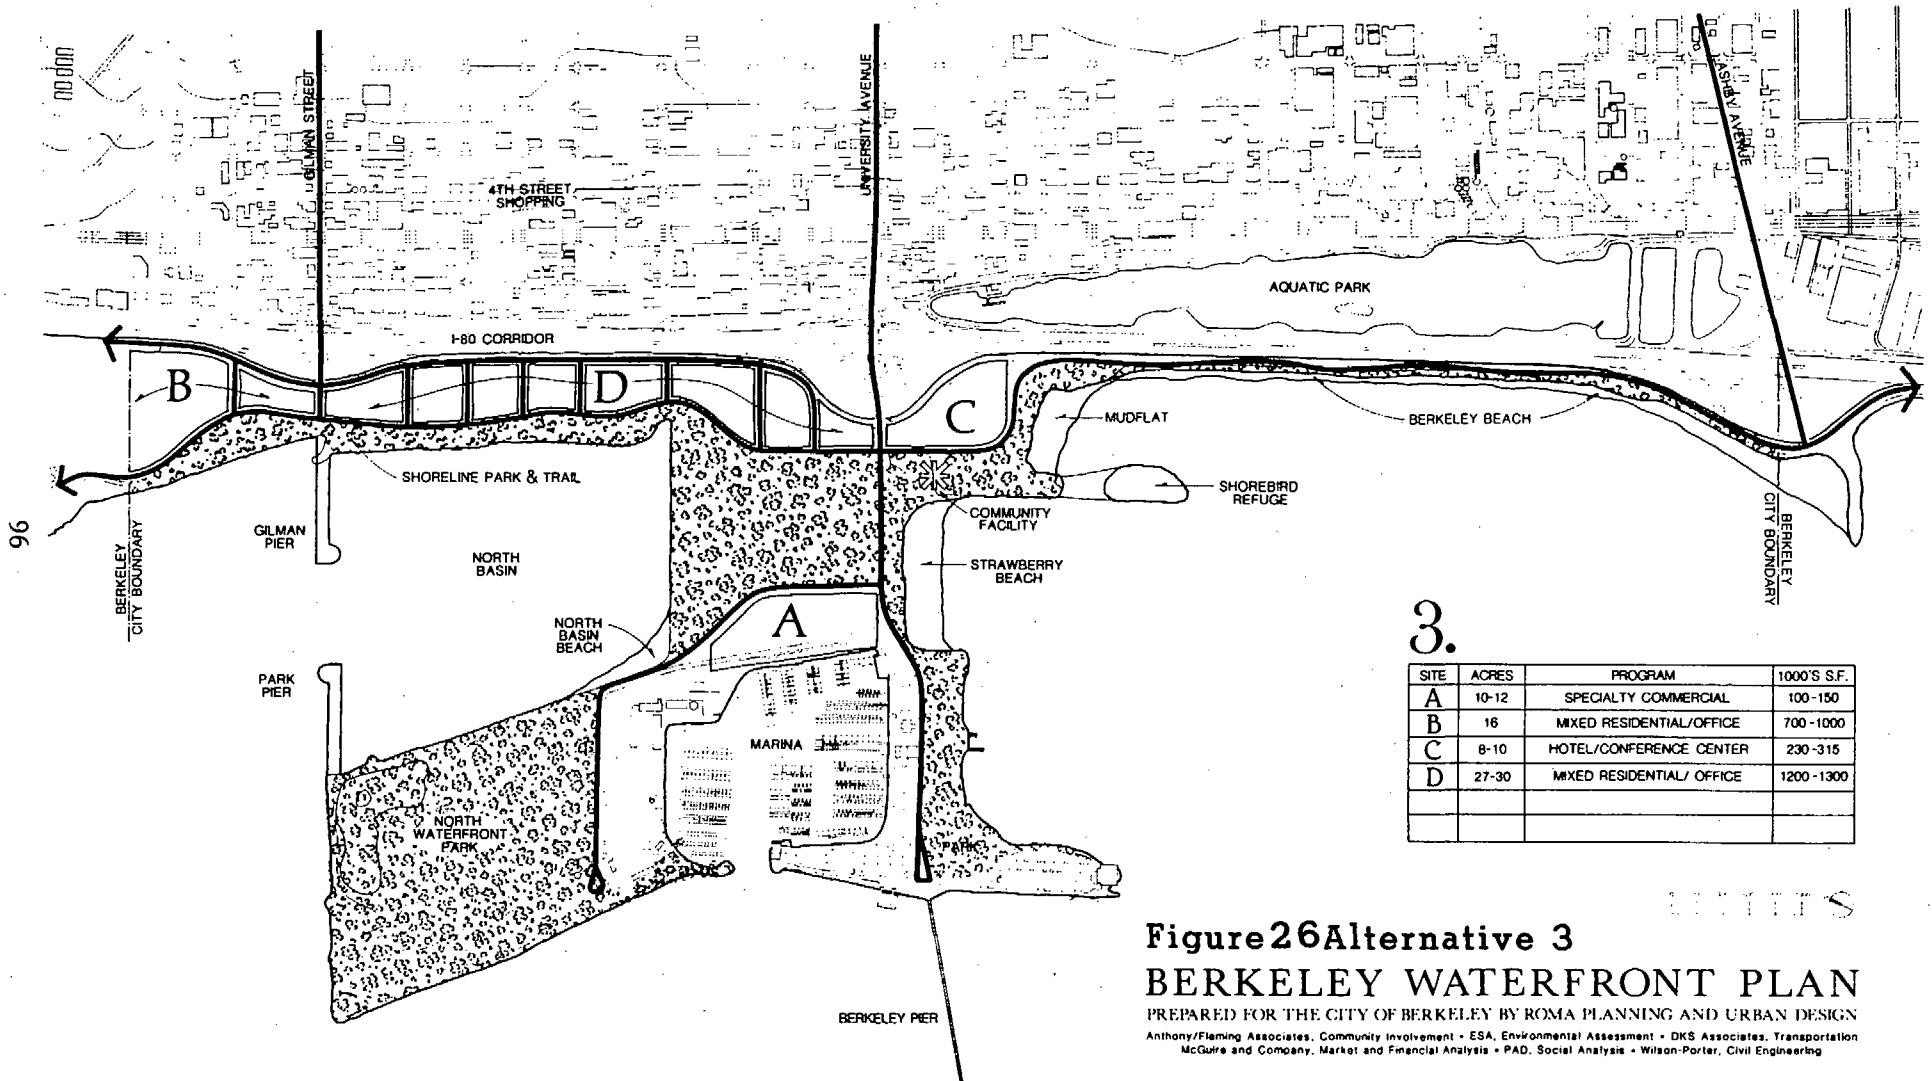 GILMAN STREET
UNIVERSITY AVENUE
ASHBY AVENUE
4TH STREET
SHOPPING
AQUATIC PARK
I-80 CORRIDOR
B
D
C
MUDFLAT
BERKELEY BEACH
SHORELINE PARK & TRAIL
SHOREBIRD
REFUGE
COMMUNITY
FACILITY
GILMAN
PIER
NORTH
BASIN
STRAWBERRY
BEACH
BERKELEY
CITY BOUNDARY
BERKELEY
CITY BOUNDARY
96
A
NORTH
BASIN
BEACH
PARK
PIER
MARINA
NORTH
WATERFRONT
PARK
PARK
BERKELEY PIER
3.
SITE ACRES PROGRAM 1000'S S.F.
A 10-12 SPECIALTY COMMERCIAL 100-150
B 16 MIXED RESIDENTIAL/OFFICE 700-1000
C 8-10 HOTEL/CONFERENCE CENTER 230-315
D 27-30 MIXED RESIDENTIAL/ OFFICE 1200-1300
Figure26Alternative 3
BERKELEY WATERFRONT PLAN
PREPARED FOR THE CITY OF BERKELEY BY ROMA PLANNING AND URBAN DESIGN
Anthony/Fleming Associates, Community Involvement • ESA, Environmental Assessment • DKS Associates, Transportation
McGuire and Company, Market and Financial Analysis • PAD, Social Analysis • Wilson-Porter, Civil Engineering